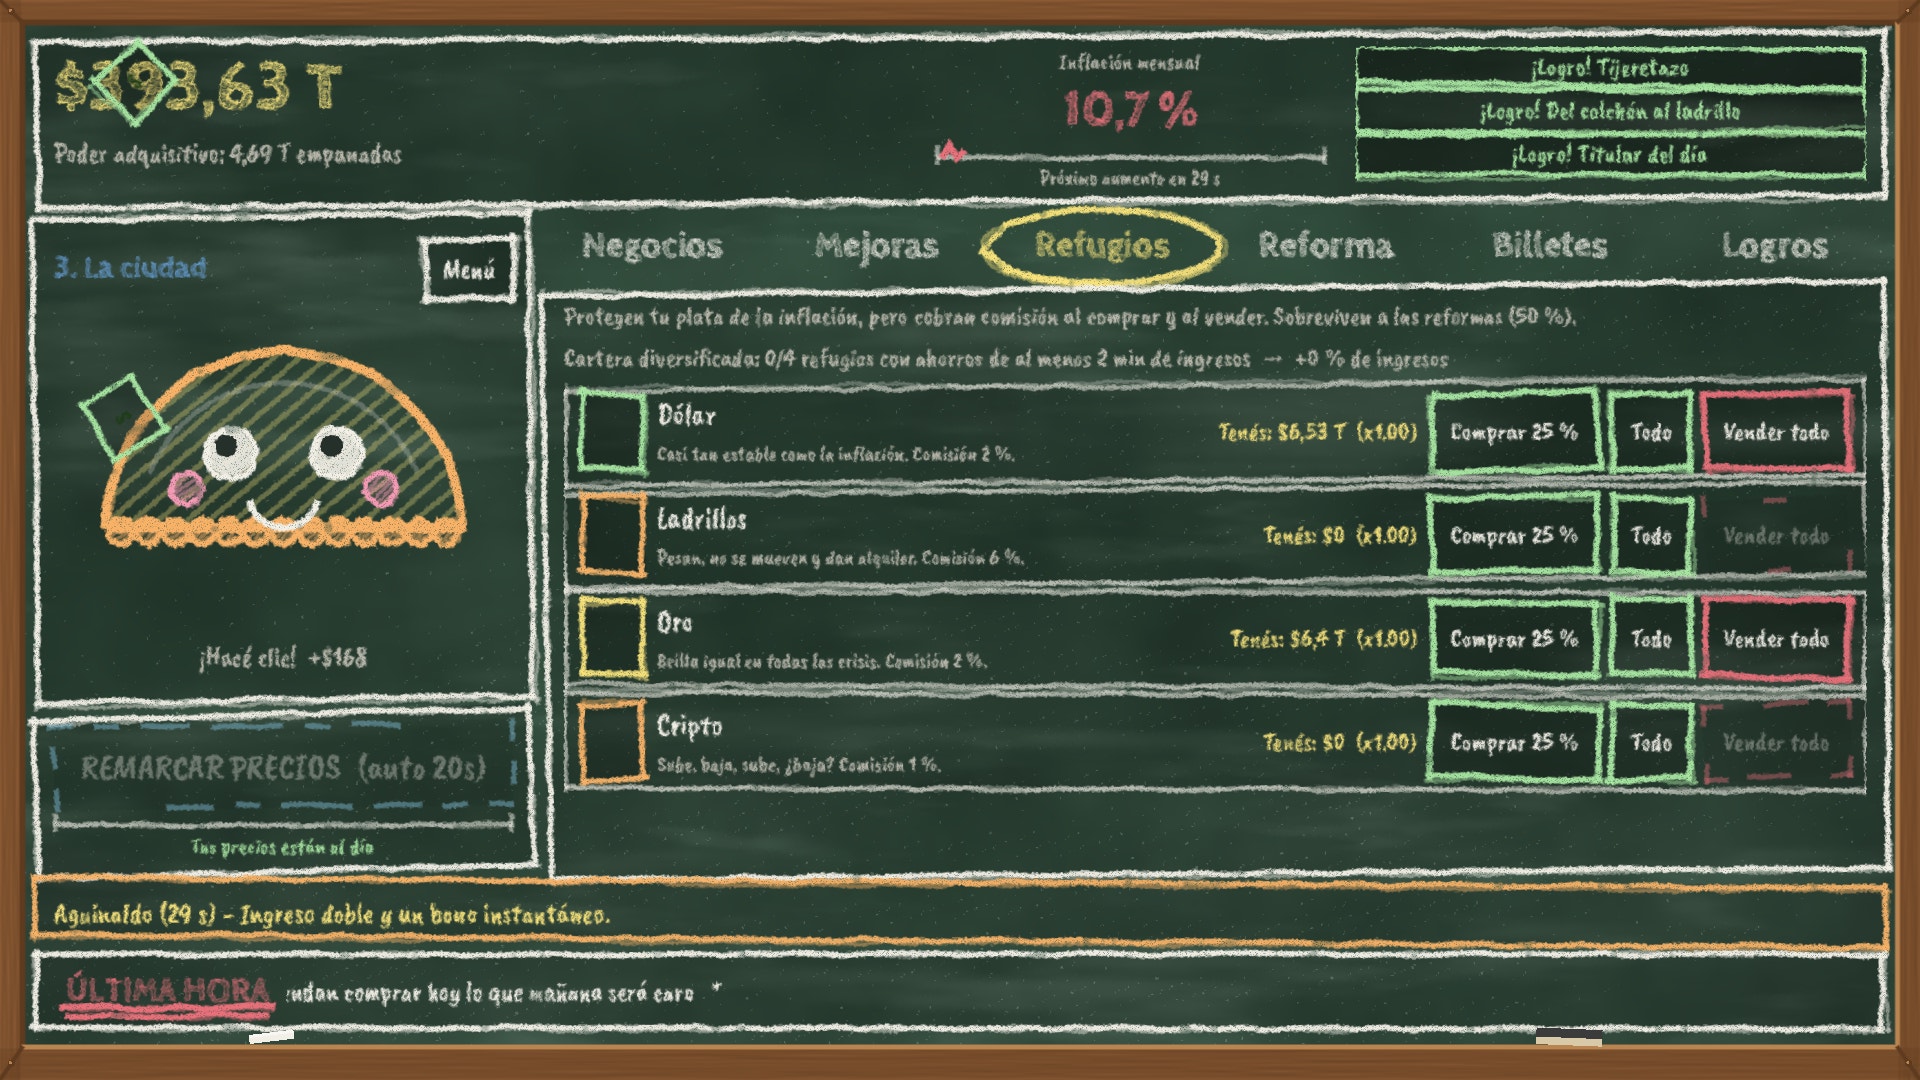 $393,63 T
Poder adquisitivo: 4,69 T empanadas
Inflación mensual
10,7 %
Próximo aumento en 29 s
¡Logro! Tijeretazo
¡Logro! Del colchón al ladrillo
¡Logro! Titular del día
3. La ciudad
Menú
¡Hacé clic! +$168
REMARCAR PRECIOS (auto 20s)
Tus precios están al día
Negocios Mejoras Refugios Reforma Billetes Logros
Protegen tu plata de la inflación, pero cobran comisión al comprar y al vender. Sobreviven a las reformas (50 %).
Cartera diversificada: 0/4 refugios con ahorros de al menos 2 min de ingresos → +0 % de ingresos
Dólar
Casi tan estable como la inflación. Comisión 2 %.
Tenés: $6,53 T (x1.00)
Comprar 25 %
Todo
Vender todo
Ladrillos
Pesan, no se mueven y dan alquiler. Comisión 6 %.
Tenés: $0 (x1.00)
Comprar 25 %
Todo
Vender todo
Oro
Brilla igual en todas las crisis. Comisión 2 %.
Tenés: $6,4 T (x1.00)
Comprar 25 %
Todo
Vender todo
Cripto
Sube, baja, sube, ¿baja? Comisión 1 %.
Tenés: $0 (x1.00)
Comprar 25 %
Todo
Vender todo
Aguinaldo (29 s) - Ingreso doble y un bono instantáneo.
ÚLTIMA HORA
ndan comprar hoy lo que mañana será caro *